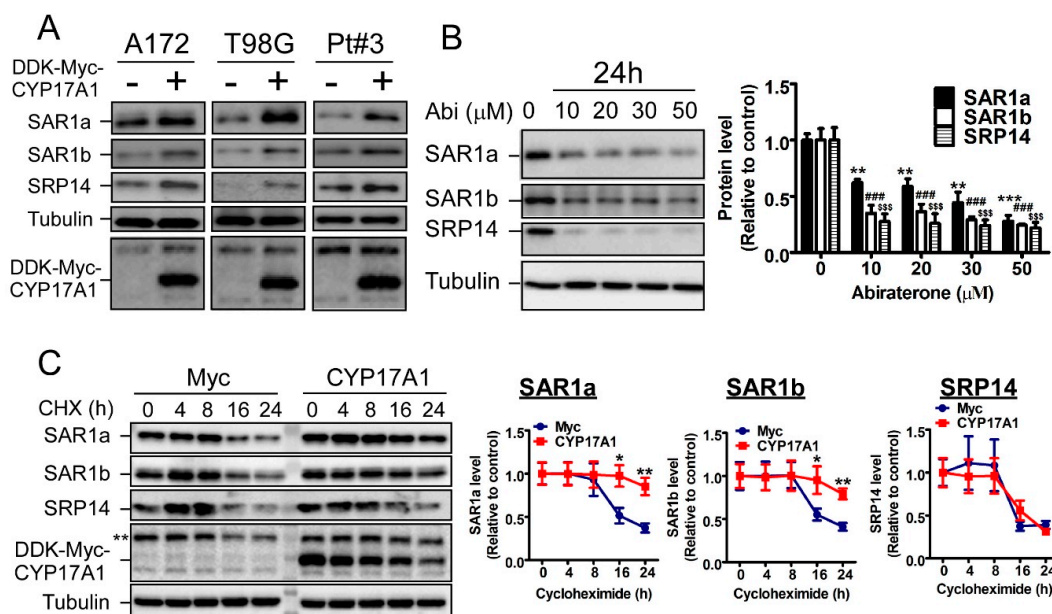 A
A172 T98G Pt#3
DDK-Myc-
CYP17A1
- + - + - +
SAR1a
SAR1b
SRP14
Tubulin
DDK-Myc-
CYP17A1
B
24h
Abi (μM) 0 10 20 30 50
SAR1a
SAR1b
SRP14
Tubulin
Protein level
(Relative to control)
1.5
1.0
0.5
0.0
SAR1a
SAR1b
SRP14
** ### $$$
** ### $$$
** ### $$$
*** ### $$$
0 10 20 30 50
Abiraterone (μM)
C
Myc CYP17A1
CHX (h) 0 4 8 16 24 0 4 8 16 24
SAR1a
SAR1b
SRP14
**
DDK-Myc-
CYP17A1
Tubulin
SAR1a
Myc
CYP17A1
SAR1a level
(Relative to control)
1.5
1.0
0.5
0.0
* **
0 4 8 16 24
Cycloheximide (h)
SAR1b
Myc
CYP17A1
SAR1b level
(Relative to control)
1.5
1.0
0.5
0.0
* **
0 4 8 16 24
Cycloheximide (h)
SRP14
Myc
CYP17A1
SRP14 level
(Relative to control)
1.5
1.0
0.5
0.0
0 4 8 16 24
Cycloheximide (h)